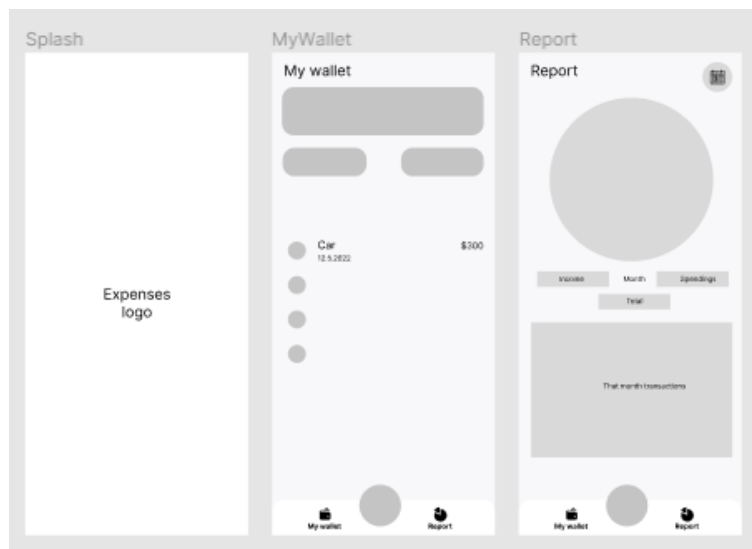 Splash
Expenses
logo
MyWallet
My wallet
Car
12.5.2022
$300
My wallet
Report
Report
Report
Income
Month
Spendings
Total
That month transactions
My wallet
Report